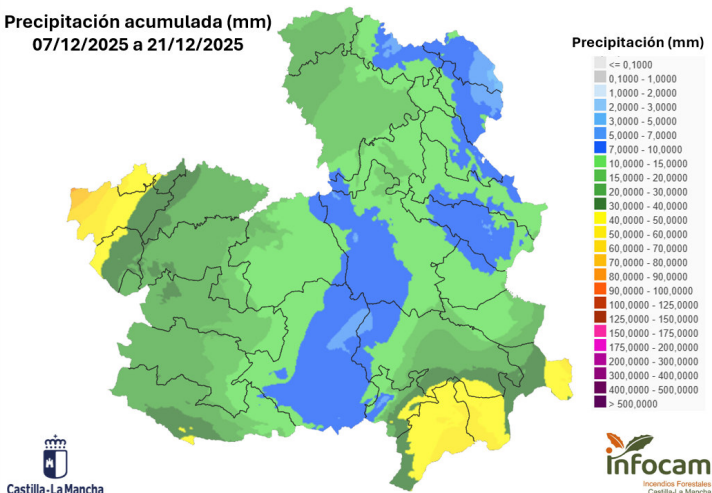 Precipitación acumulada (mm)
07/12/2025 a 21/12/2025
Precipitación (mm)
<= 0,1000
0,1000 - 1,0000
1,0000 - 2,0000
2,0000 - 3,0000
3,0000 - 5,0000
5,0000 - 7,0000
7,0000 - 10,0000
10,0000 - 15,0000
15,0000 - 20,0000
20,0000 - 30,0000
30,0000 - 40,0000
40,0000 - 50,0000
50,0000 - 60,0000
60,0000 - 70,0000
70,0000 - 80,0000
80,0000 - 90,0000
90,0000 - 100,0000
100,0000 - 125,0000
125,0000 - 150,0000
150,0000 - 175,0000
175,0000 - 200,0000
200,0000 - 300,0000
300,0000 - 400,0000
400,0000 - 500,0000
> 500,0000
Castilla-La Mancha
infocam
Incendios Forestales
Castilla-La Mancha